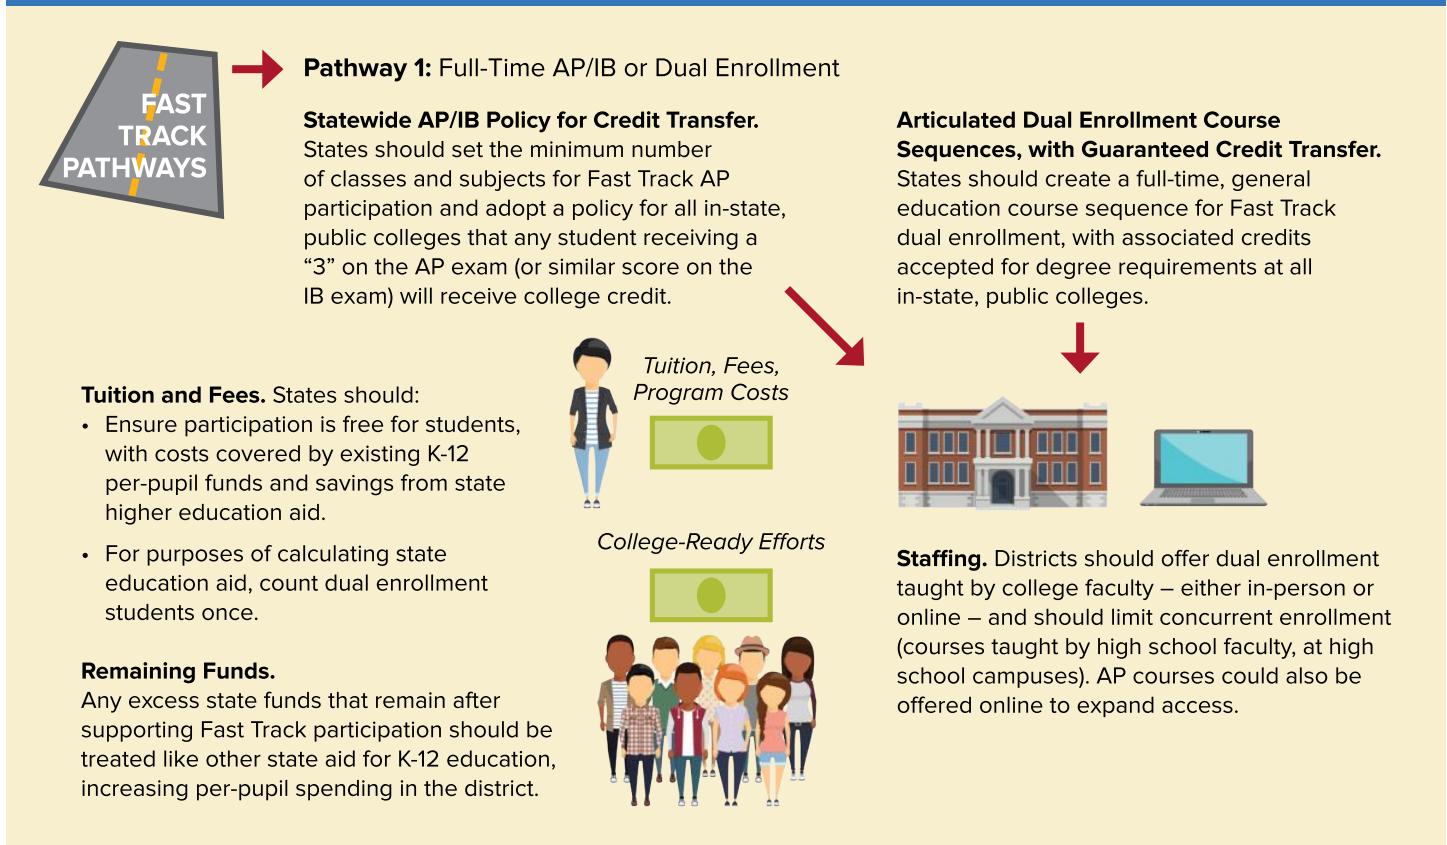 FAST
TRACK
PATHWAYS
Pathway 1: Full-Time AP/IB or Dual Enrollment
Statewide AP/IB Policy for Credit Transfer.
States should set the minimum number
of classes and subjects for Fast Track AP
participation and adopt a policy for all in-state,
public colleges that any student receiving a
“3” on the AP exam (or similar score on the
IB exam) will receive college credit.
Articulated Dual Enrollment Course
Sequences, with Guaranteed Credit Transfer.
States should create a full-time, general
education course sequence for Fast Track
dual enrollment, with associated credits
accepted for degree requirements at all
in-state, public colleges.
Tuition and Fees. States should:
• Ensure participation is free for students,
with costs covered by existing K-12
per-pupil funds and savings from state
higher education aid.
• For purposes of calculating state
education aid, count dual enrollment
students once.
Remaining Funds.
Any excess state funds that remain after
supporting Fast Track participation should be
treated like other state aid for K-12 education,
increasing per-pupil spending in the district.
Tuition, Fees,
Program Costs
College-Ready Efforts
Staffing. Districts should offer dual enrollment
taught by college faculty – either in-person or
online – and should limit concurrent enrollment
(courses taught by high school faculty, at high
school campuses). AP courses could also be
offered online to expand access.